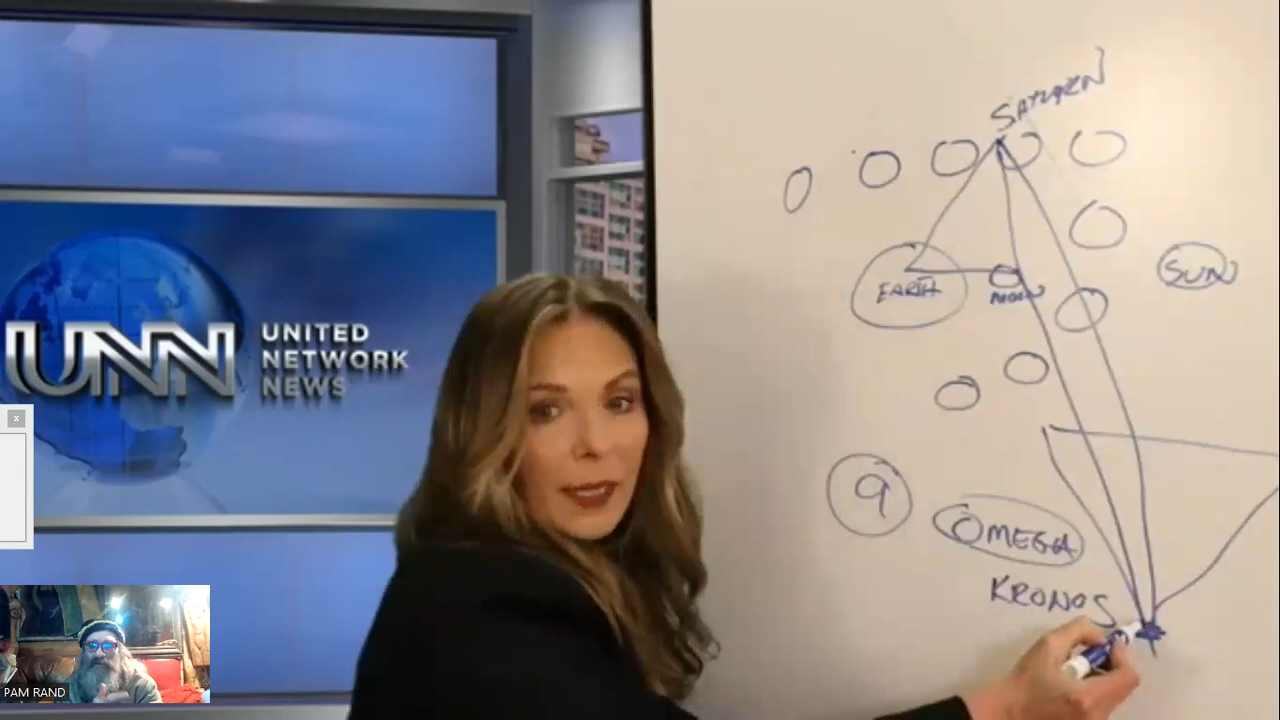 UNN
UNITED
NETWORK
NEWS
SATURN
EARTH
MOON
SUN
9
OMEGA
KRONOS
x
PAM RAND